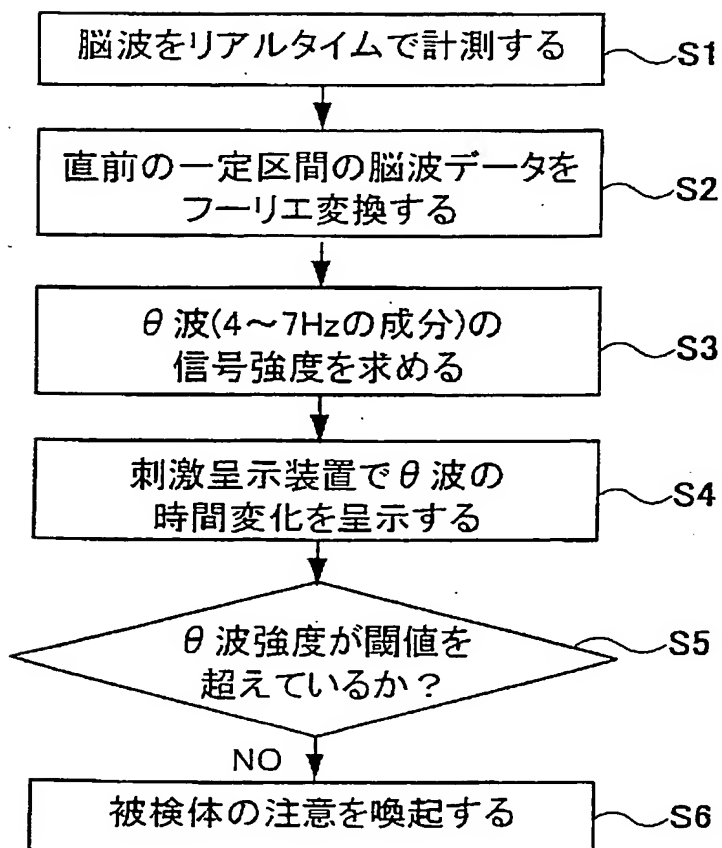 脳波をリアルタイムで計測する
S1
直前の一定区間の脳波データを
フーリエ変換する
S2
θ波(4～7Hzの成分)の
信号強度を求める
S3
刺激呈示装置でθ波の
時間変化を呈示する
S4
θ波強度が閾値を
超えているか？
S5
NO
被検体の注意を喚起する
S6